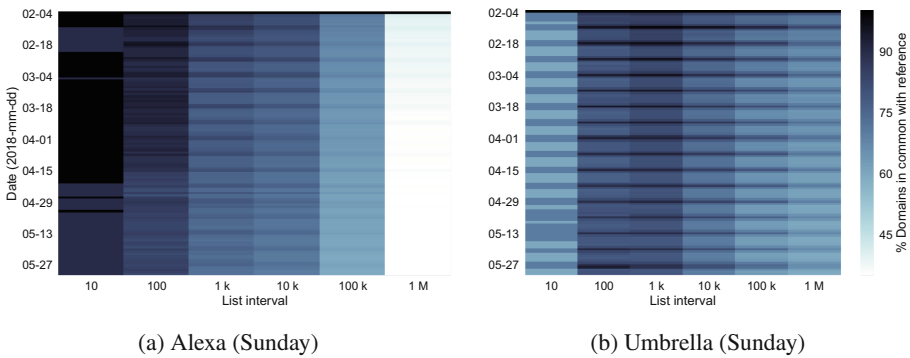 02-04
02-18
03-04
03-18
04-01
04-15
04-29
05-13
05-27
Date (2018-mm-dd)
10 100 1 k 10 k 100 k 1 M
List interval
(a) Alexa (Sunday)
02-04
02-18
03-04
03-18
04-01
04-15
04-29
05-13
05-27
10 100 1 k 10 k 100 k 1 M
List interval
(b) Umbrella (Sunday)
90
75
60
45
% Domains in common with reference